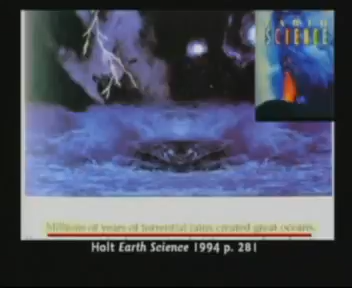 EARTH
SCIENCE
Millions of years of torrential rains created great oceans.
Holt Earth Science 1994 p. 281